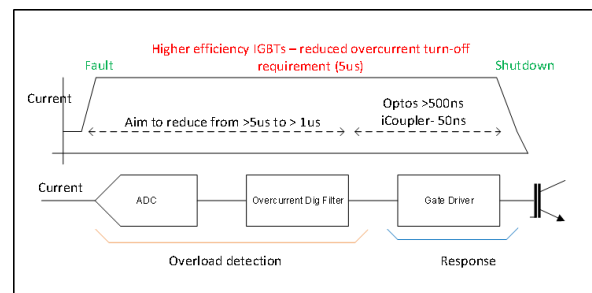 Higher efficiency IGBTs – reduced overcurrent turn-off
requirement (5us)
Fault
Shutdown
Current
Aim to reduce from >5us to > 1us
Optos >500ns
iCoupler- 50ns
Current
ADC
Overcurrent Dig Filter
Gate Driver
Overload detection
Response